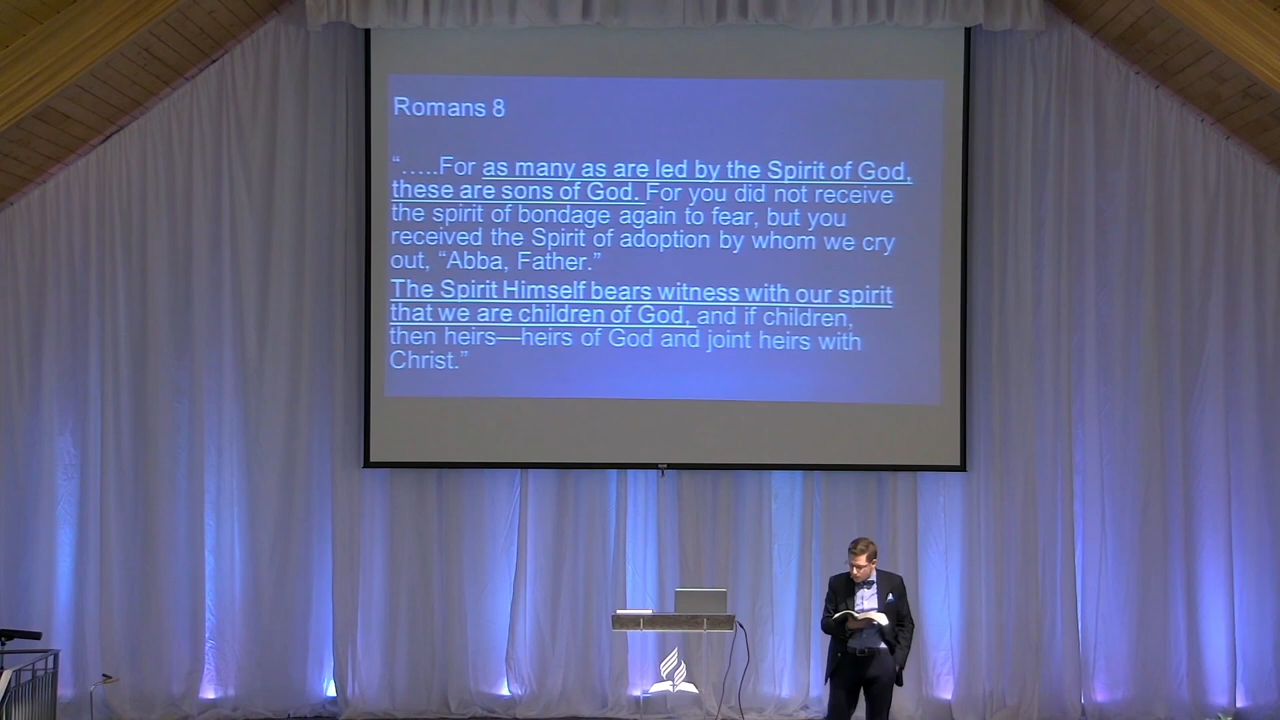 Romans 8
“…..For as many as are led by the Spirit of God,
these are sons of God. For you did not receive
the spirit of bondage again to fear, but you
received the Spirit of adoption by whom we cry
out, “Abba, Father.”
The Spirit Himself bears witness with our spirit
that we are children of God, and if children,
then heirs—heirs of God and joint heirs with
Christ.”